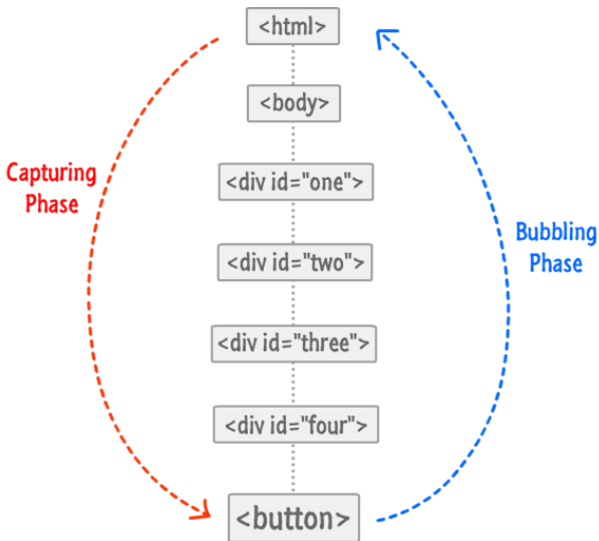 <html>
<body>
Capturing
Phase
<div id="one">
<div id="two">
Bubbling
Phase
<div id="three">
<div id="four">
<button>